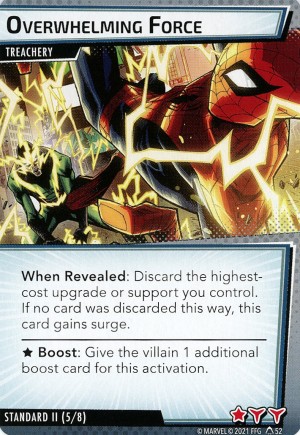 OVERWHELMING FORCE
TREACHERY
When Revealed: Discard the highest-
cost upgrade or support you control.
If no card was discarded this way, this
card gains surge.
★ Boost: Give the villain 1 additional
boost card for this activation.
STANDARD II (5/8)
© MARVEL © 2021 FFG 52